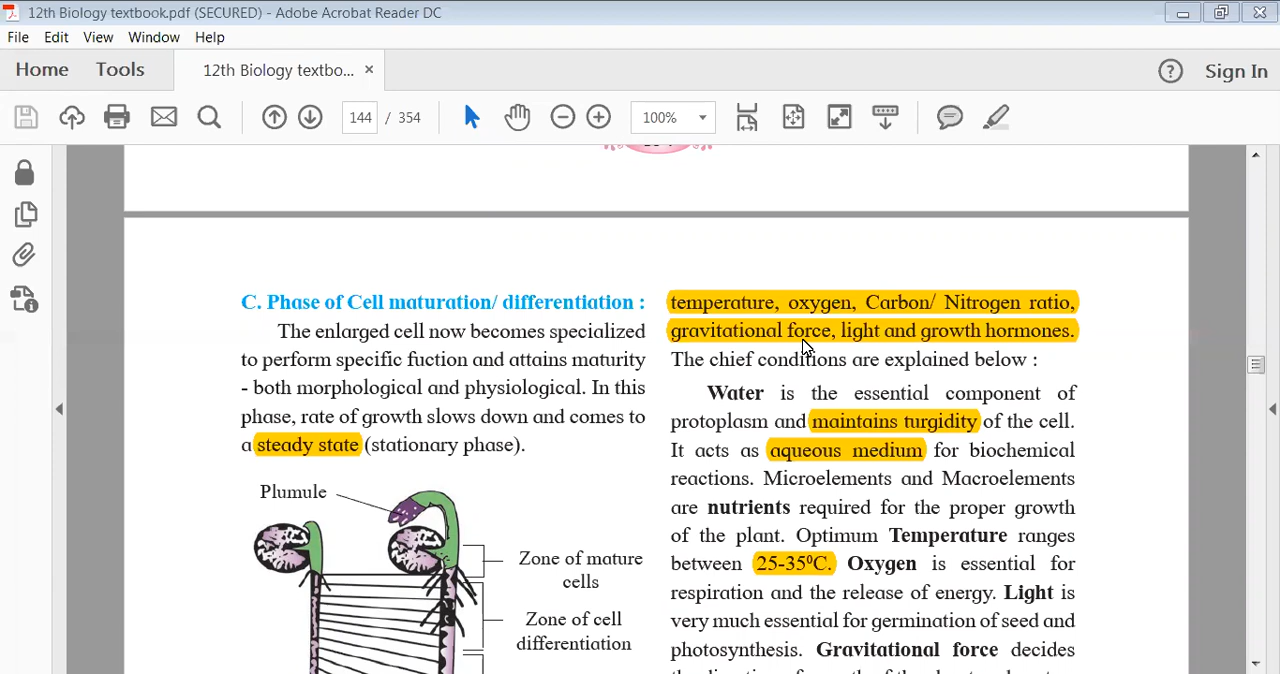 12th Biology textbook.pdf (SECURED) - Adobe Acrobat Reader DC
File Edit View Window Help
Home Tools 12th Biology textbo... × Sign In
144 / 354 100%
C. Phase of Cell maturation/ differentiation :
The enlarged cell now becomes specialized
to perform specific fuction and attains maturity
- both morphological and physiological. In this
phase, rate of growth slows down and comes to
a steady state (stationary phase).
Plumule
Zone of mature
cells
Zone of cell
differentiation
temperature, oxygen, Carbon/ Nitrogen ratio,
gravitational force, light and growth hormones.
The chief conditions are explained below :
Water is the essential component of
protoplasm and maintains turgidity of the cell.
It acts as aqueous medium for biochemical
reactions. Microelements and Macroelements
are nutrients required for the proper growth
of the plant. Optimum Temperature ranges
between 25-35⁰C. Oxygen is essential for
respiration and the release of energy. Light is
very much essential for germination of seed and
photosynthesis. Gravitational force decides